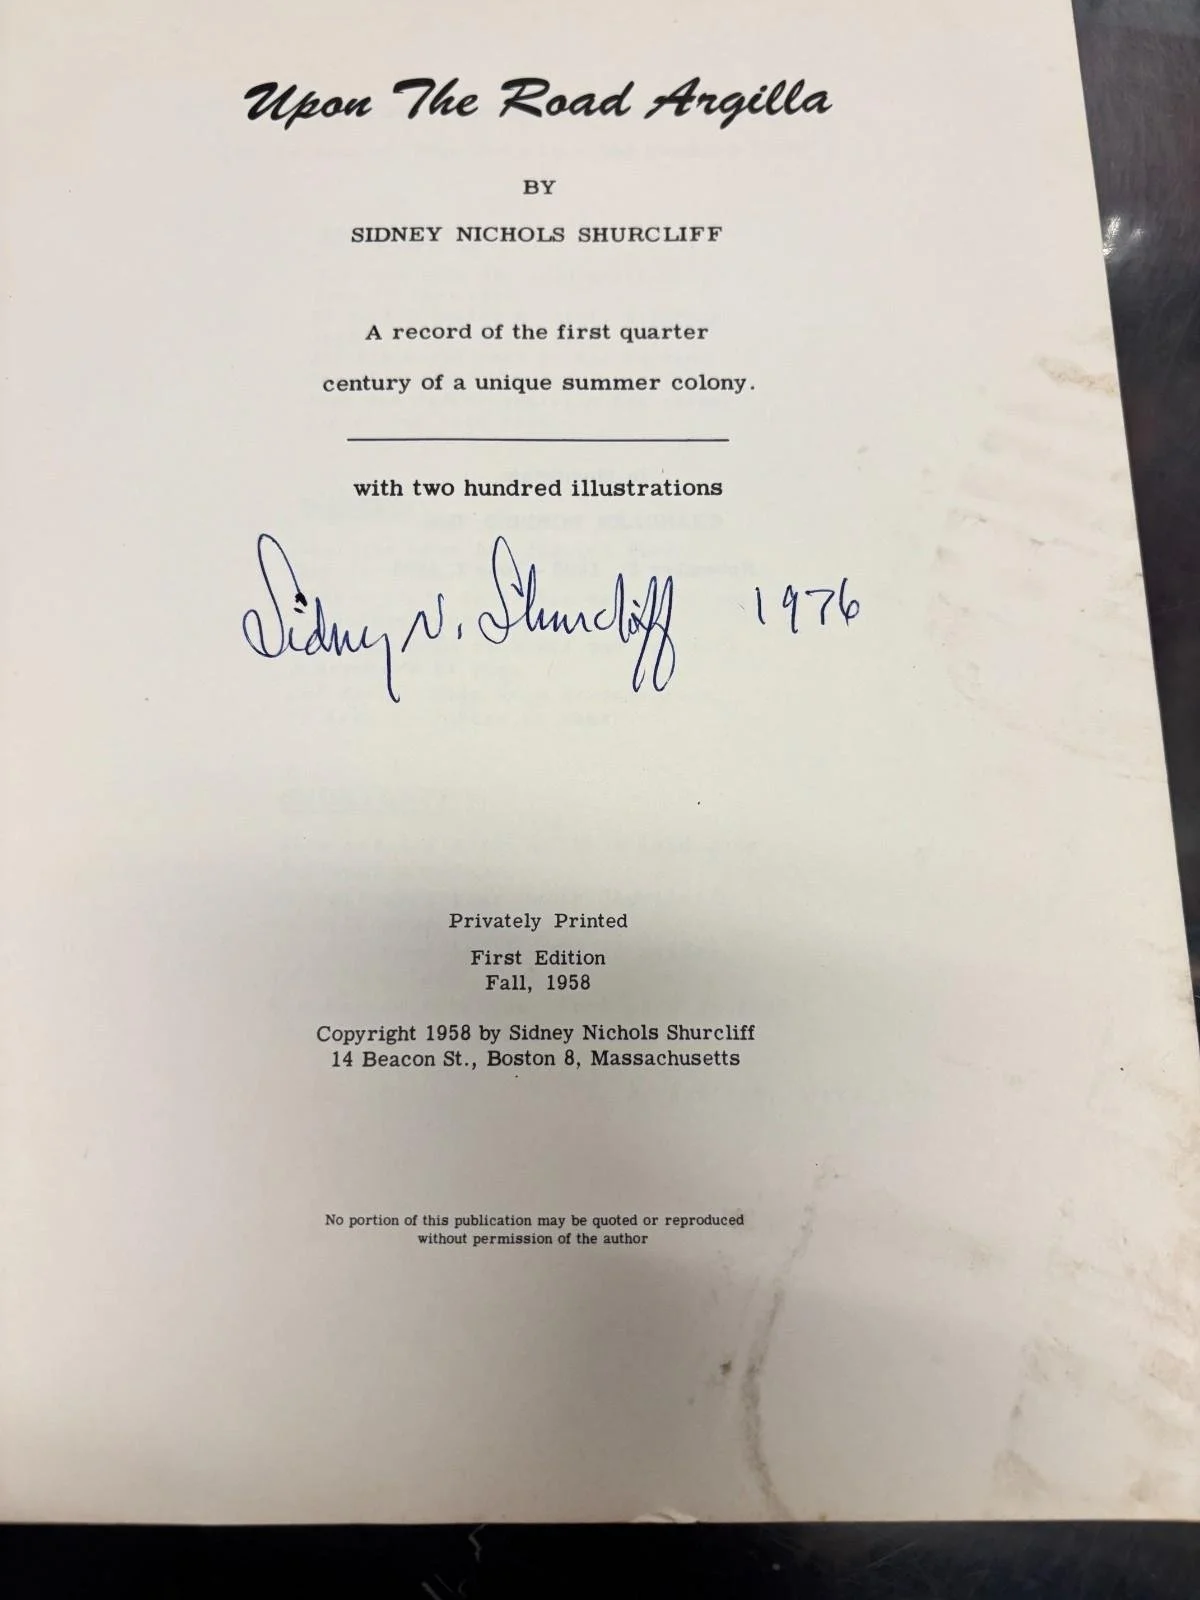 Upon The Road Argilla
BY
SIDNEY NICHOLS SHURCLIFF
A record of the first quarter
century of a unique summer colony.
with two hundred illustrations
Sidney N. Shurcliff 1976
Privately Printed
First Edition
Fall, 1958
Copyright 1958 by Sidney Nichols Shurcliff
14 Beacon St., Boston 8, Massachusetts
No portion of this publication may be quoted or reproduced
without permission of the author